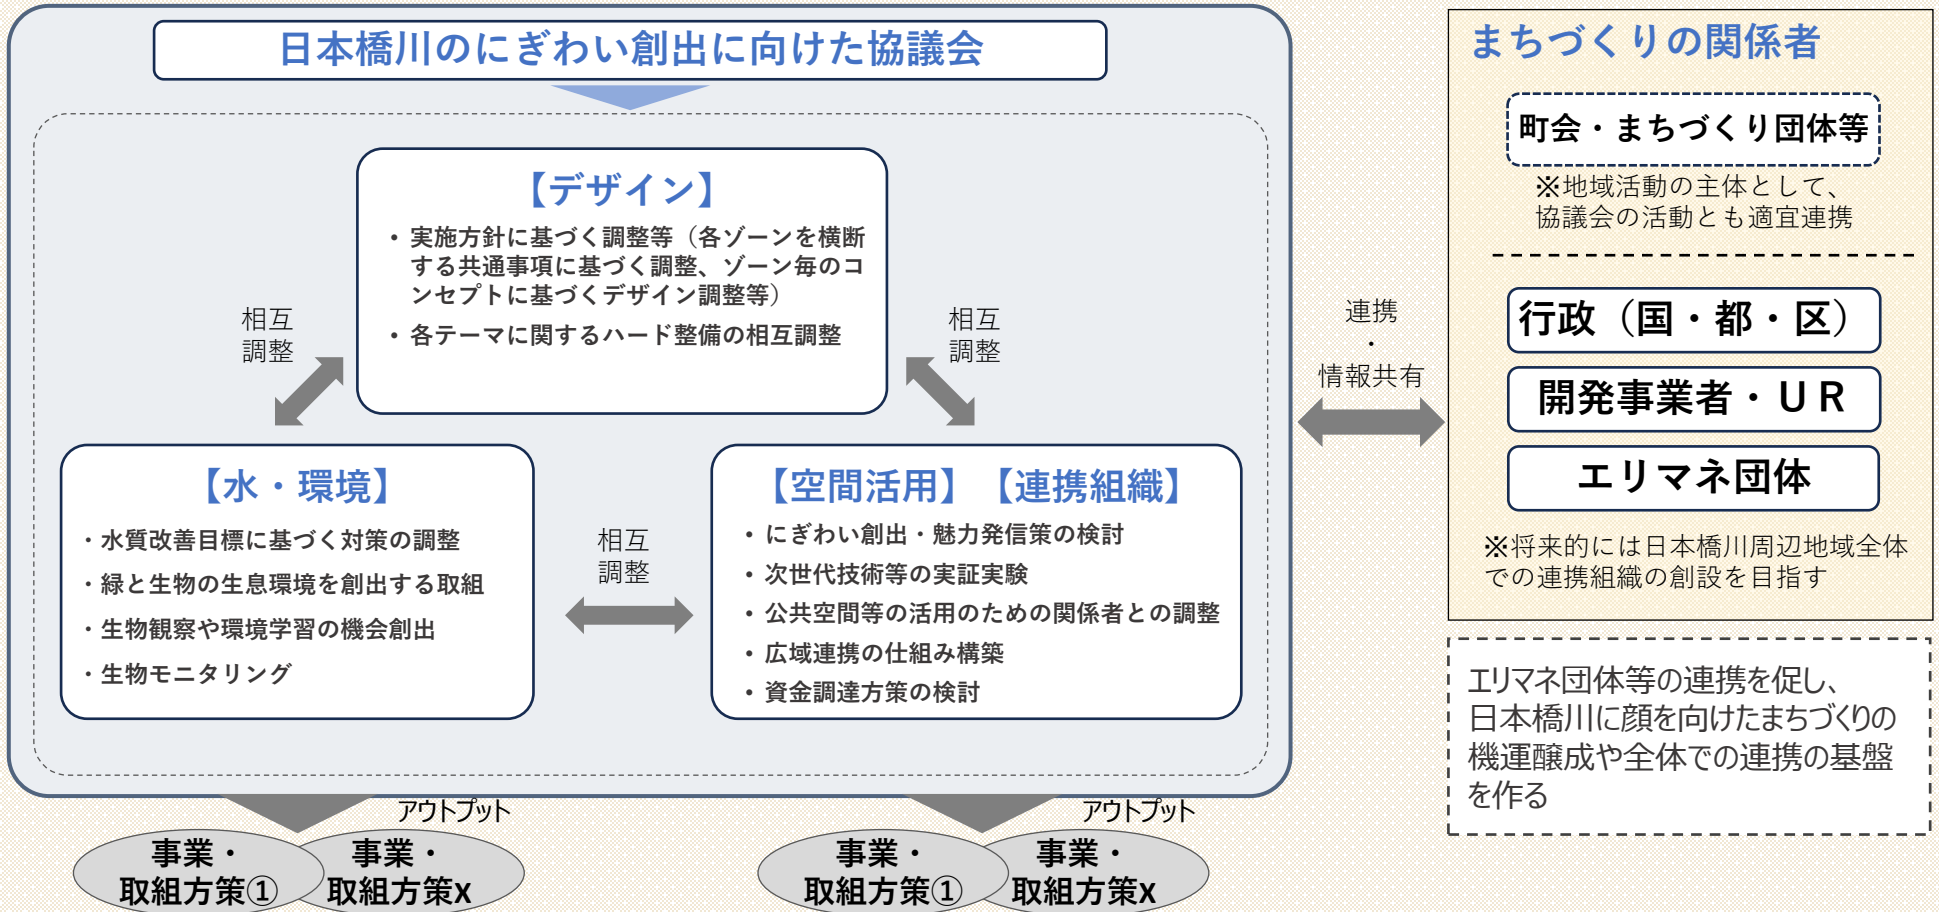 日本橋川のにぎわい創出に向けた協議会
【デザイン】
・実施方針に基づく調整等（各ゾーンを横断
する共通事項に基づく調整、ゾーン毎のコ
ンセプトに基づくデザイン調整等）
・各テーマに関するハード整備の相互調整
相互
調整
相互
調整
【水・環境】
・水質改善目標に基づく対策の調整
・緑と生物の生息環境を創出する取組
・生物観察や環境学習の機会創出
・生物モニタリング
相互
調整
【空間活用】【連携組織】
・にぎわい創出・魅力発信策の検討
・次世代技術等の実証実験
・公共空間等の活用のための関係者との調整
・広域連携の仕組み構築
・資金調達方策の検討
アウトプット
事業・
取組方策①
事業・
取組方策X
アウトプット
事業・
取組方策①
事業・
取組方策X
連携
・
情報共有
まちづくりの関係者
町会・まちづくり団体等
※地域活動の主体として、
協議会の活動とも適宜連携
行政（国・都・区）
開発事業者・ＵＲ
エリマネ団体
※将来的には日本橋川周辺地域全体
での連携組織の創設を目指す
エリマネ団体等の連携を促し、
日本橋川に顔を向けたまちづくりの
機運醸成や全体での連携の基盤
を作る